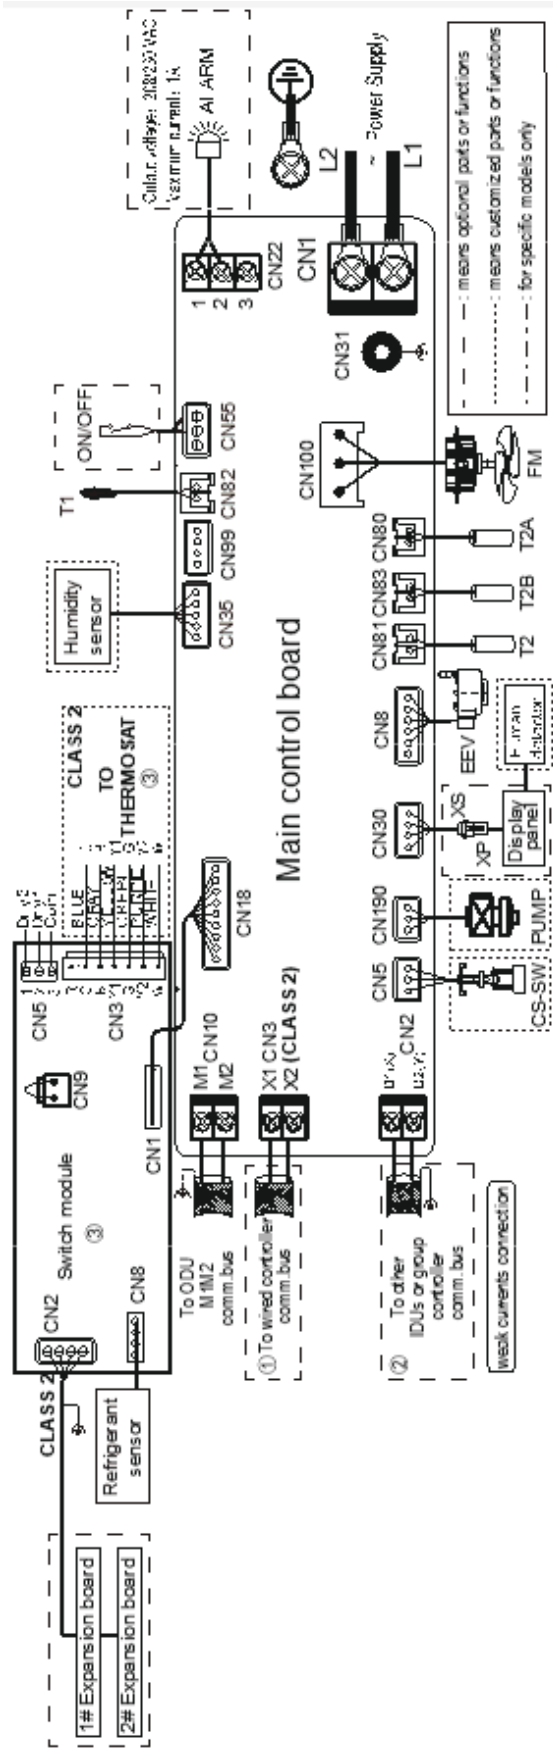 1# Expansion board
2# Expansion board
CLASS 2
Refrigerant
sensor
CN2
CN8
Switch module
③
CN9
CN1
CN5
1
2
CN3
BLUE
CLASS 2
TO
THERMOSAT
③
Humidity
sensor
T1
ON/OFF
ALARM
CN18
CN35
CN99
CN82
CN55
1
2
3
CN22
CN1
L2
~ Power Supply
L1
CN31
CN100
FM
Main control board
M1
M2
CN10
To ODU
M1M2
comm.bus
X1
X2
CN3
(CLASS 2)
① To wired controller
comm.bus
CN2
② To other
IDUs or group
controller
comm.bus
weak currents connection
CN5
CS-SW
CN190
PUMP
CN30
XP
XS
Display
panel
CN8
EEV
CN81
T2
CN83
T2B
CN80
T2A
: means optional parts or functions
: means customized parts or functions
: for specific models only